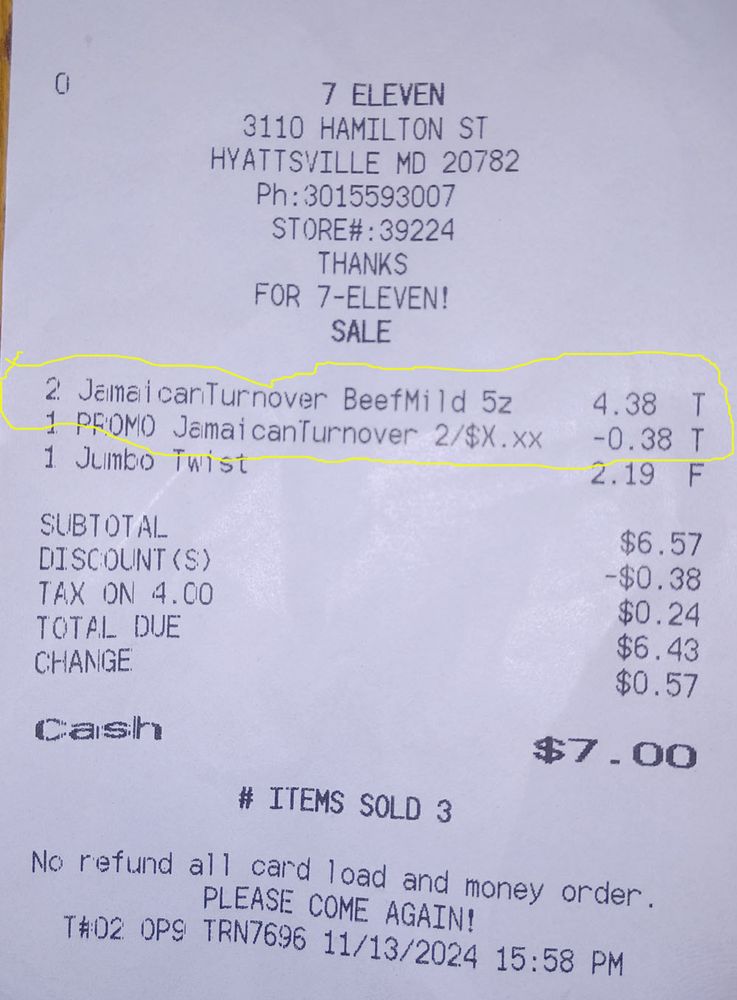 0
7 ELEVEN
3110 HAMILTON ST
HYATTSVILLE MD 20782
Ph:3015593007
STORE#:39224
THANKS
FOR 7-ELEVEN!
SALE
2 JamaicanTurnover BeefMild 5z 4.38 T
1 PROMO JamaicanTurnover 2/$X.xx -0.38 T
1 Jumbo Twist 2.19 F
SUBTOTAL $6.57
DISCOUNT(S) -$0.38
TAX ON 4.00 $0.24
TOTAL DUE $6.43
CHANGE $0.57
Cash $7.00
# ITEMS SOLD 3
No refund all card load and money order.
PLEASE COME AGAIN!
T#02 OP9 TRN7696 11/13/2024 15:58 PM